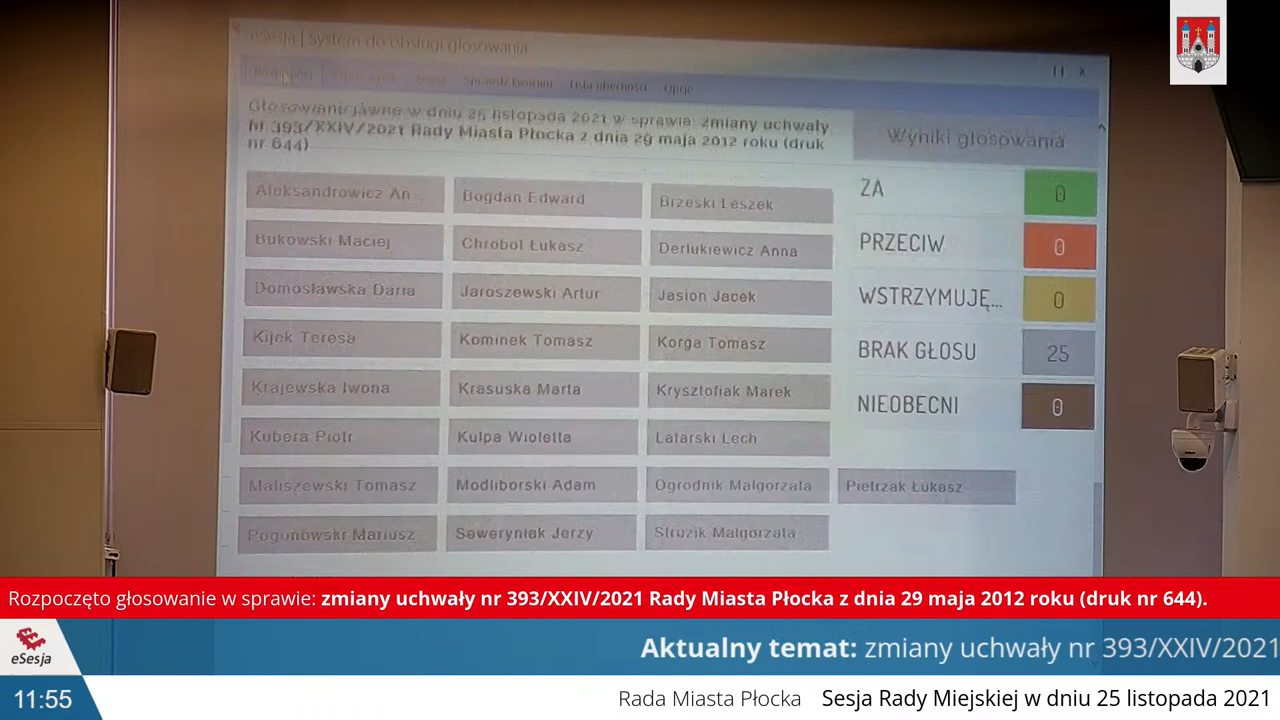 eSesja | System do obsługi głosowania
Sprawdź kworum Lista obecności Opcje
Głosowanie jawne w dniu 25 listopada 2021 w sprawie: zmiany uchwały
nr 393/XXIV/2021 Rady Miasta Płocka z dnia 29 maja 2012 roku (druk
nr 644)
Wyniki głosowania
Aleksandrowicz An...
Bogdan Edward
Brzeski Leszek
ZA 0
Bukowski Maciej
Chrobot Łukasz
Derlukiewicz Anna
PRZECIW 0
Domosławska Daria
Jaroszewski Artur
Jasion Jacek
WSTRZYMUJĘ... 0
Kijek Teresa
Kominek Tomasz
Korga Tomasz
BRAK GŁOSU 25
Krajewska Iwona
Krasuska Marta
Krysztofiak Marek
NIEOBECNI 0
Kubera Piotr
Kulpa Wioletta
Latarski Lech
Maliszewski Tomasz
Modliborski Adam
Ogrodnik Małgorzata
Pietrzak Łukasz
Pogonowski Mariusz
Seweryniak Jerzy
Struzik Małgorzata
Rozpoczęto głosowanie w sprawie: zmiany uchwały nr 393/XXIV/2021 Rady Miasta Płocka z dnia 29 maja 2012 roku (druk nr 644).
eSesja
Aktualny temat: zmiany uchwały nr 393/XXIV/2021
11:55
Rada Miasta Płocka Sesja Rady Miejskiej w dniu 25 listopada 2021